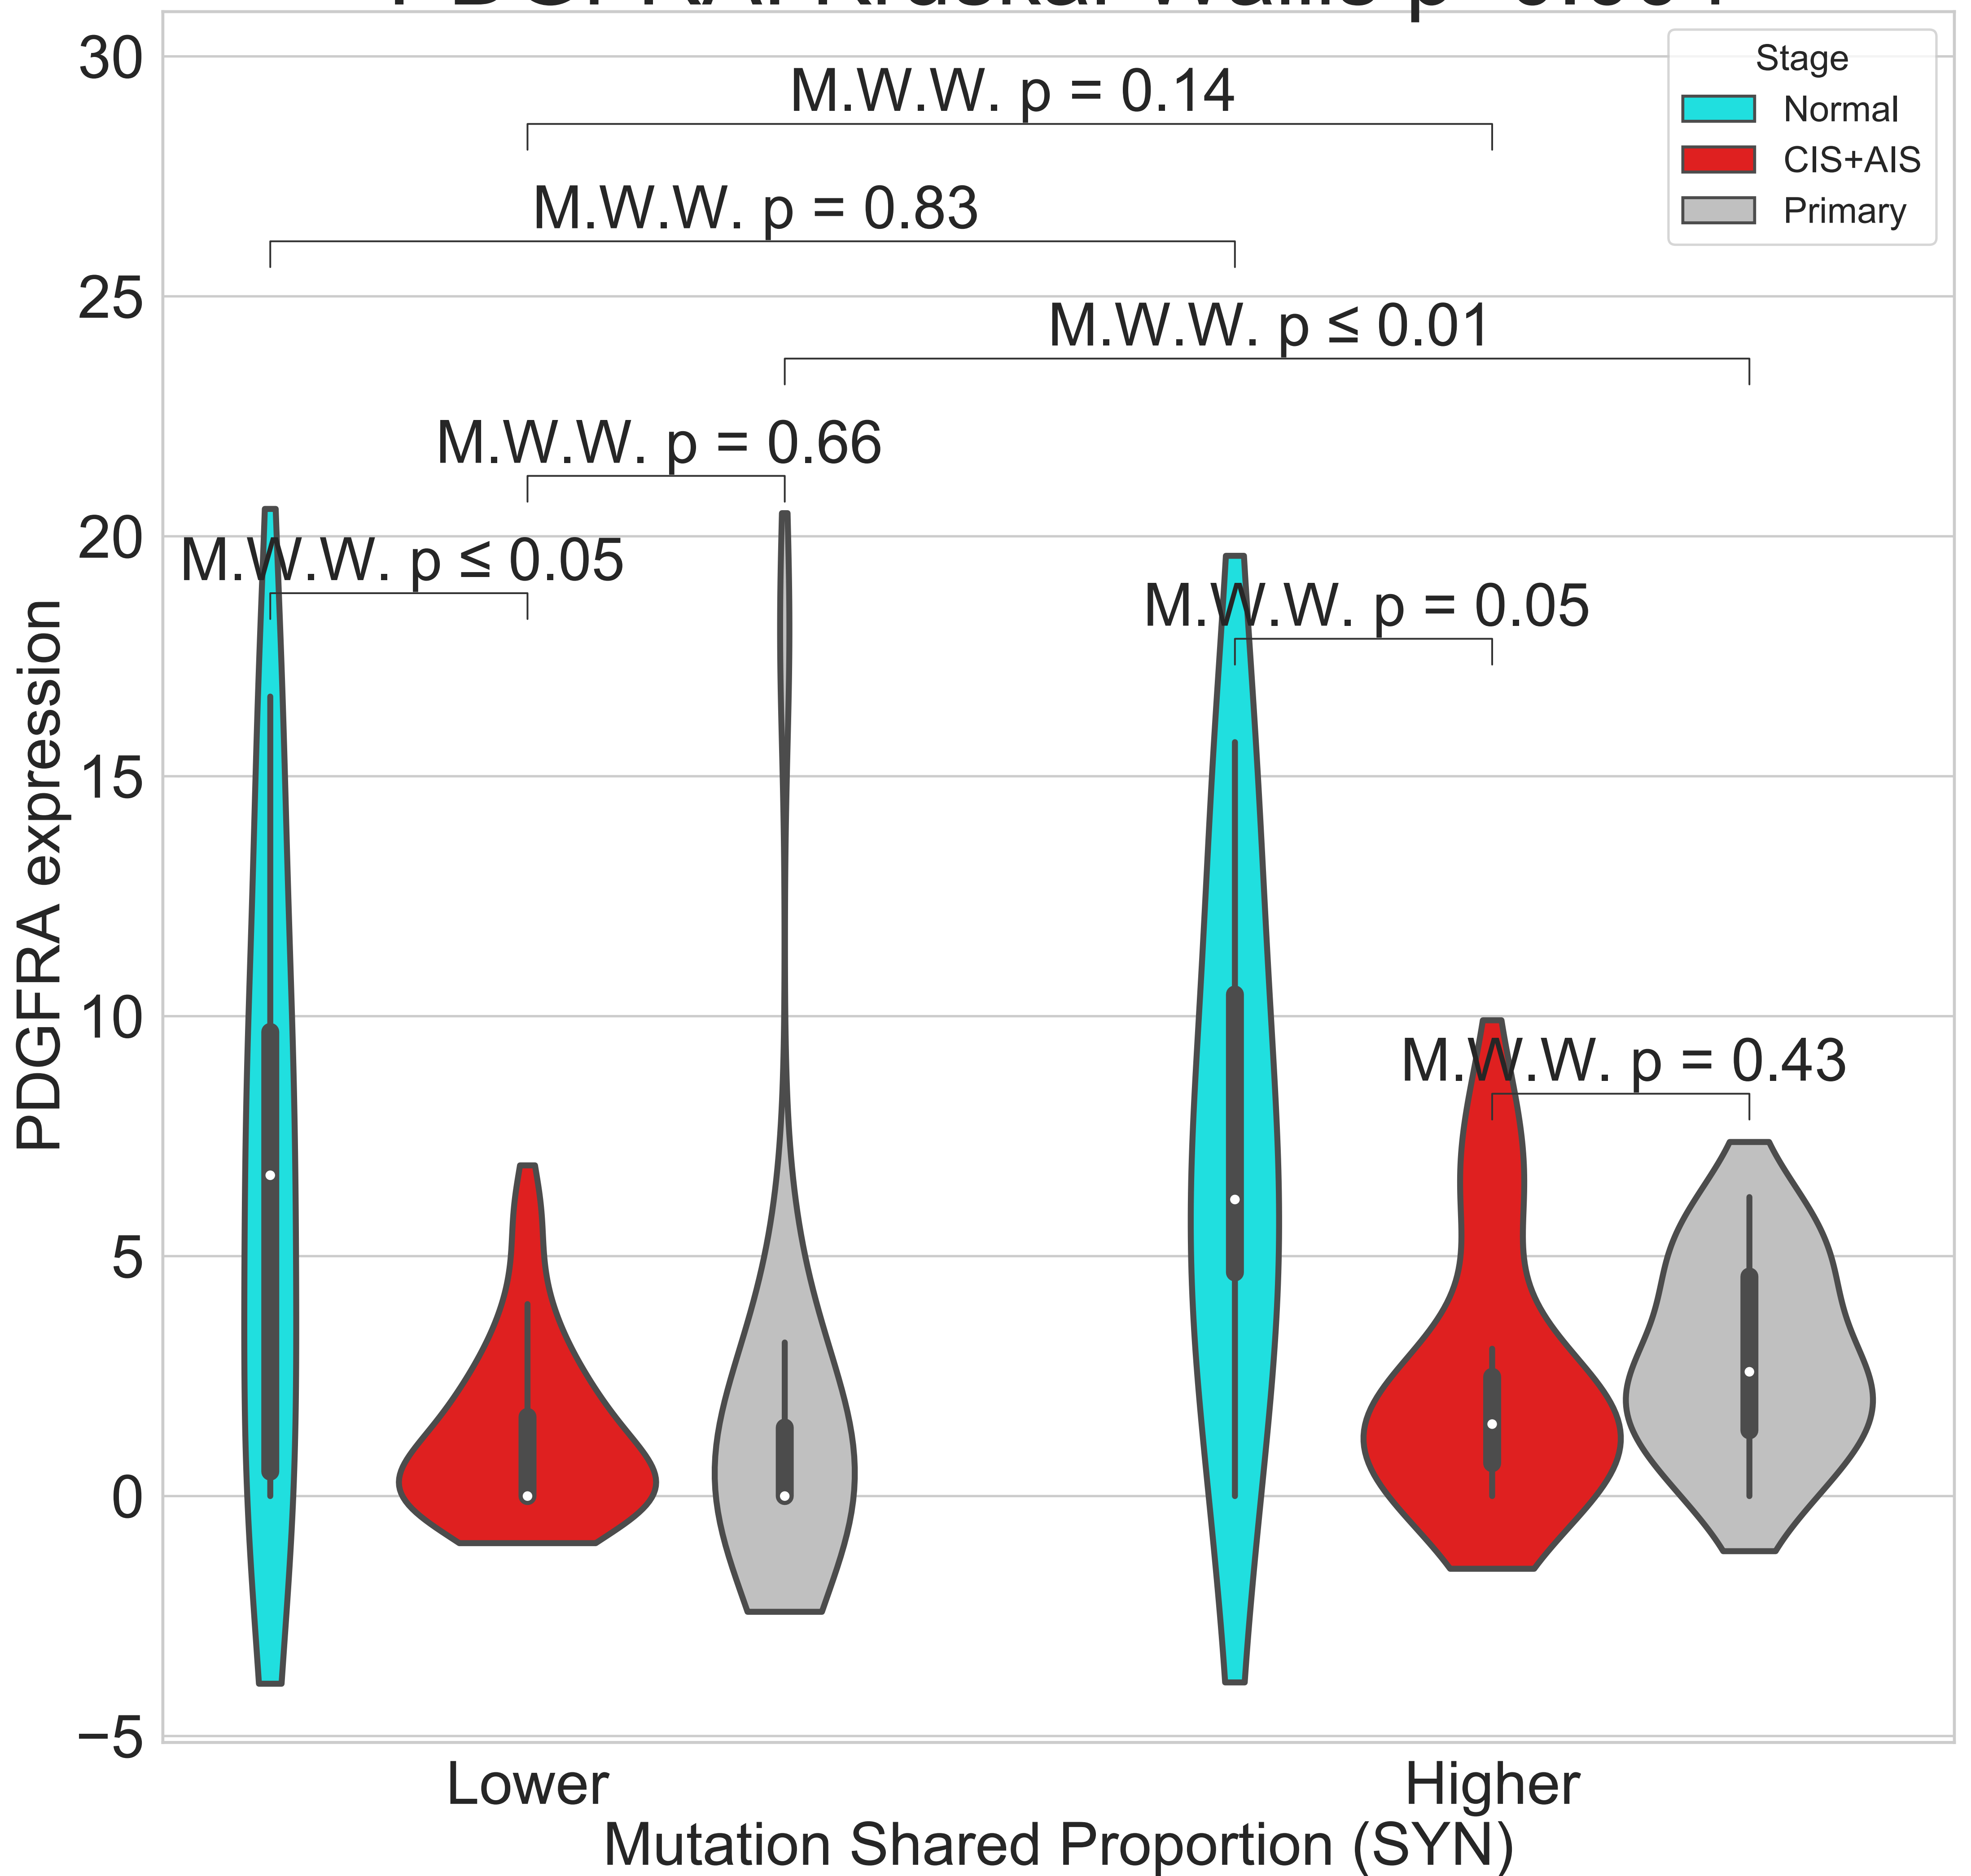 30
25
20
15
10
5
0
−5
PDGFRA expression
M.W.W. p = 0.14
M.W.W. p = 0.83
M.W.W. p ≤ 0.01
M.W.W. p = 0.66
M.W.W. p ≤ 0.05
M.W.W. p = 0.05
M.W.W. p = 0.43
Stage
Normal
CIS+AIS
Primary
Lower
Higher
Mutation Shared Proportion (SYN)